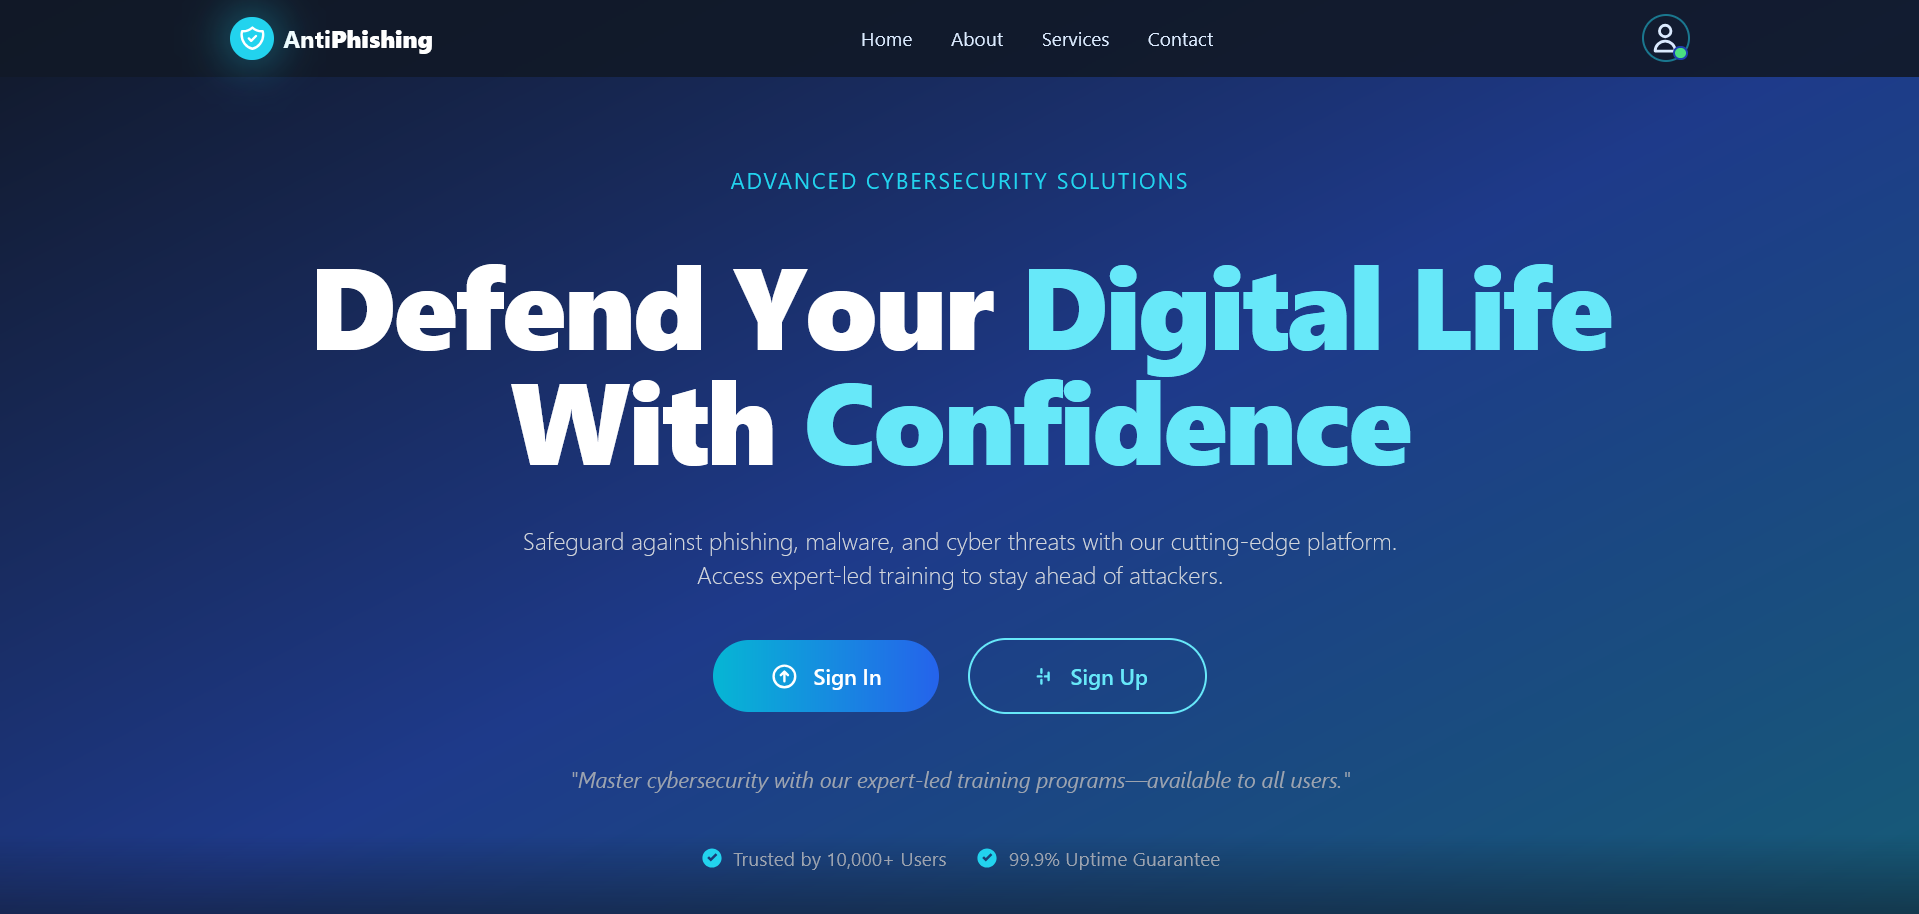 AntiPhishing
Home
About
Services
Contact
ADVANCED CYBERSECURITY SOLUTIONS
Defend Your Digital Life
With Confidence
Safeguard against phishing, malware, and cyber threats with our cutting-edge platform.
Access expert-led training to stay ahead of attackers.
Sign In
Sign Up
"Master cybersecurity with our expert-led training programs—available to all users."
Trusted by 10,000+ Users
99.9% Uptime Guarantee